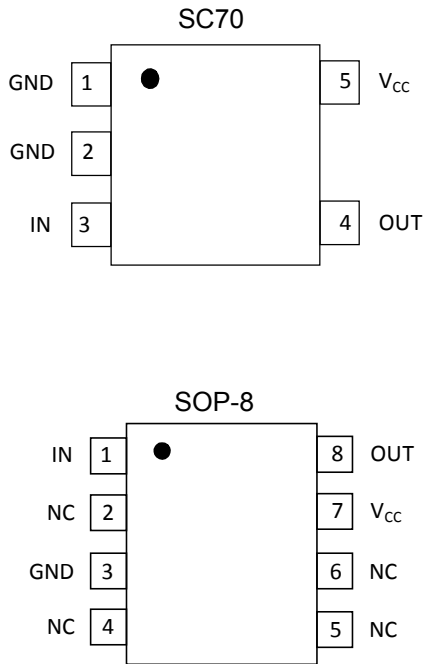 SC70
GND 1 5 VCC
GND 2
IN 3 4 OUT
SOP-8
IN 1 8 OUT
NC 2 7 VCC
GND 3 6 NC
NC 4 5 NC